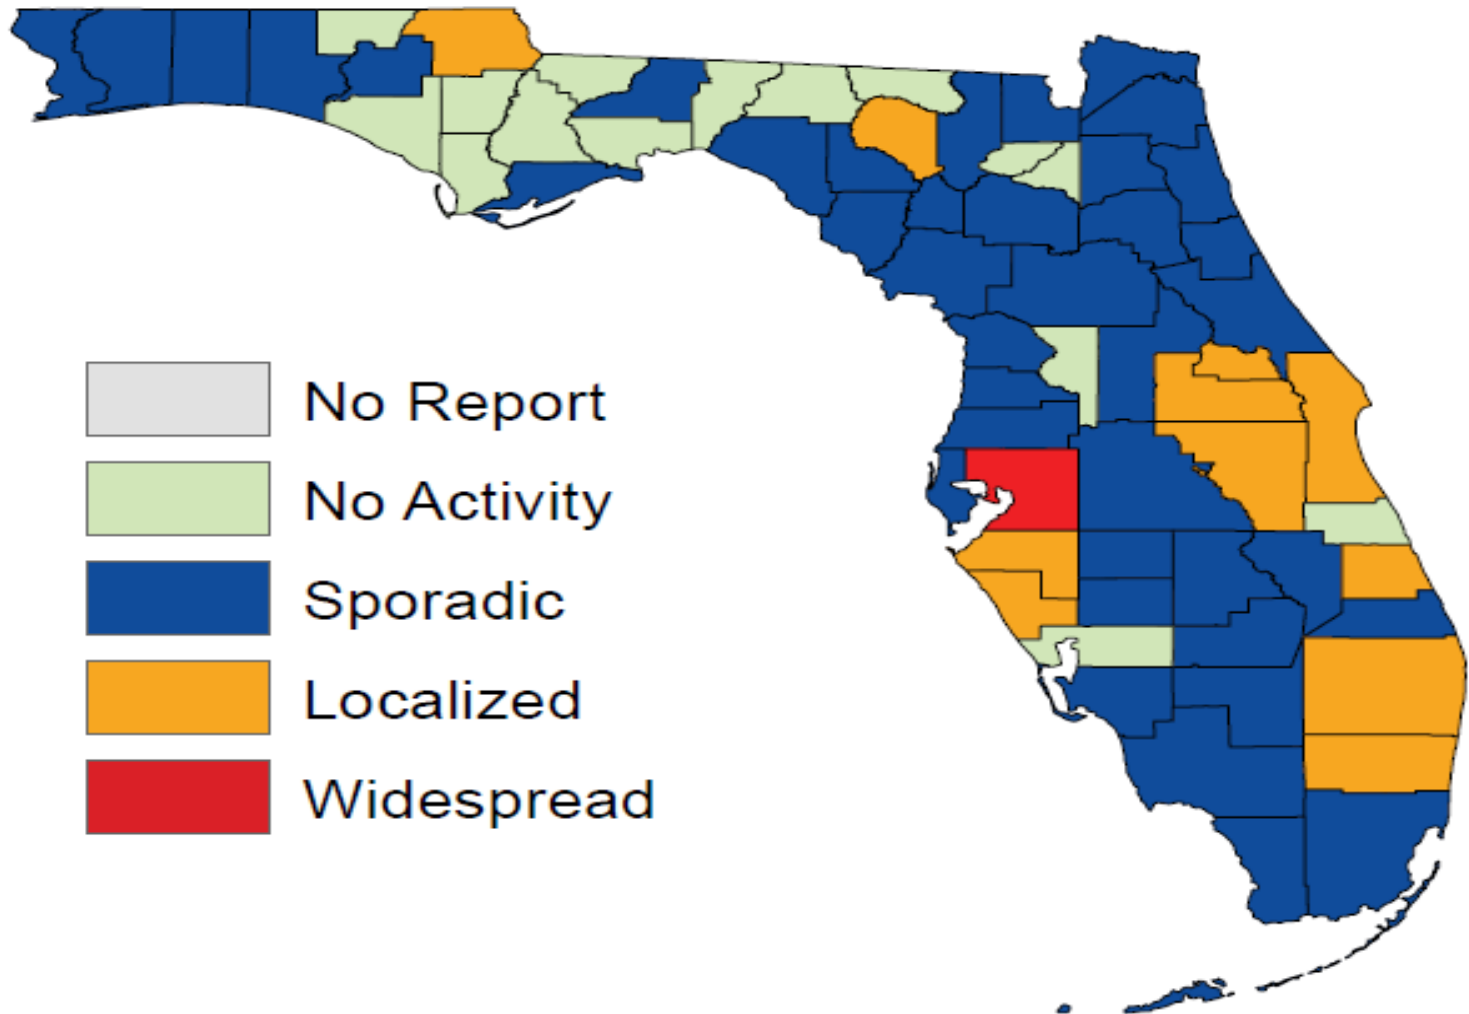 No Report
No Activity
Sporadic
Localized
Widespread